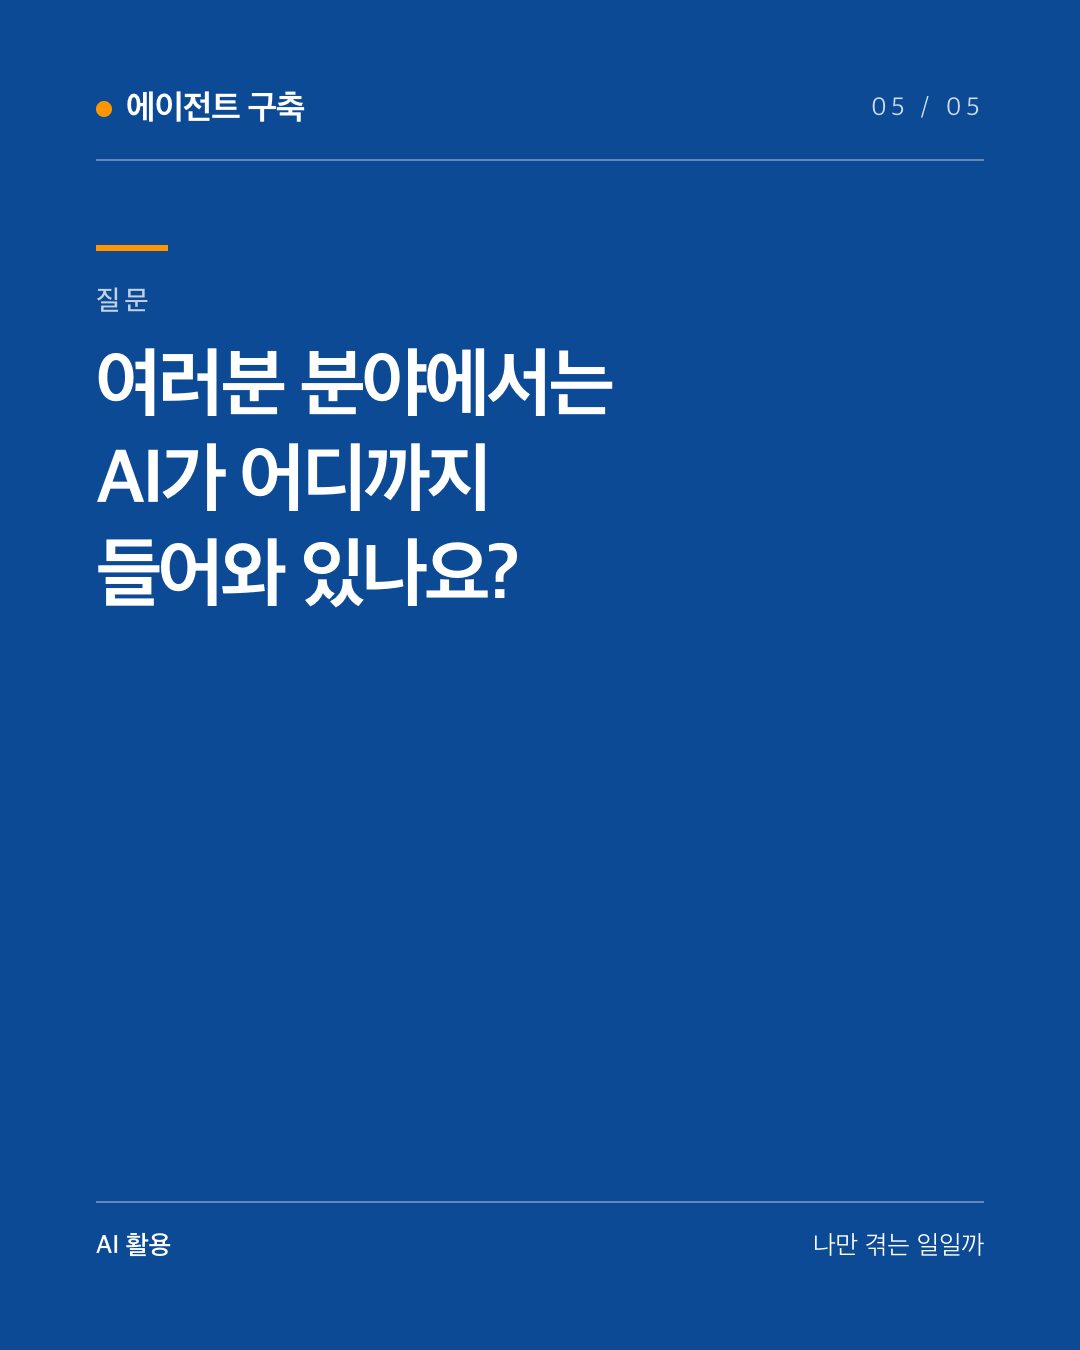 에이전트 구축
05 / 05
질문
여러분 분야에서는
AI가 어디까지
들어와 있나요?
AI 활용
나만 겪는 일일까